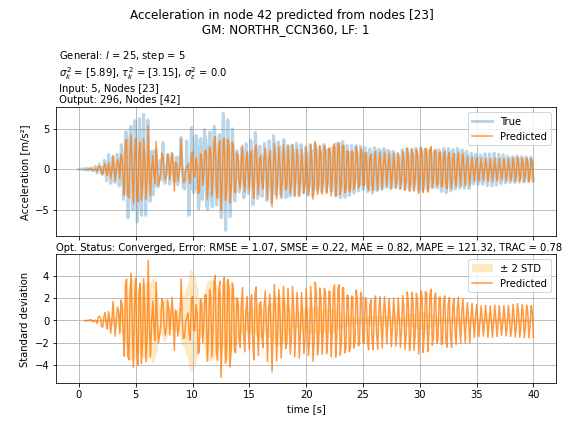 Acceleration in node 42 predicted from nodes [23]
GM: NORTHR_CCN360, LF: 1
General: l = 25, step = 5
σ²ₖ = [5.89], τ²ₖ = [3.15], σ²ε = 0.0
Input: 5, Nodes [23]
Output: 296, Nodes [42]
True
Predicted
5
0
−5
Acceleration [m/s²]
Opt. Status: Converged, Error: RMSE = 1.07, SMSE = 0.22, MAE = 0.82, MAPE = 121.32, TRAC = 0.78
± 2 STD
Predicted
4
2
0
−2
−4
Standard deviation
0 5 10 15 20 25 30 35 40
time [s]